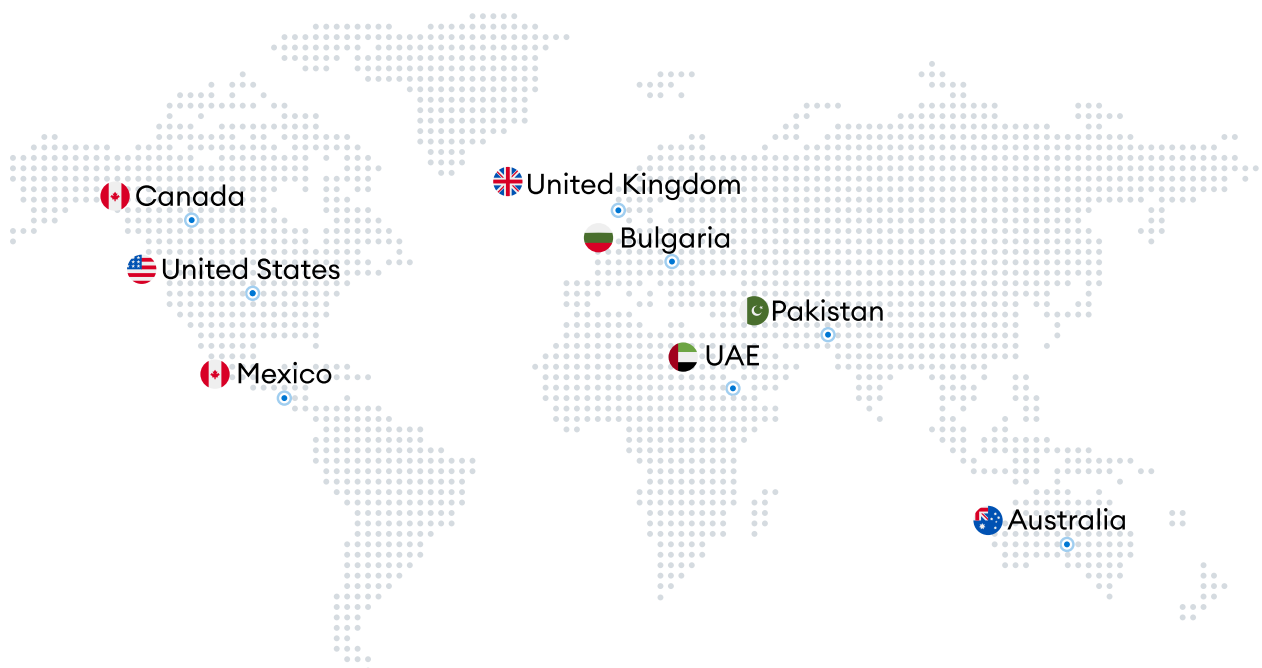 United Kingdom
Canada
Bulgaria
United States
Pakistan
UAE
Mexico
Australia